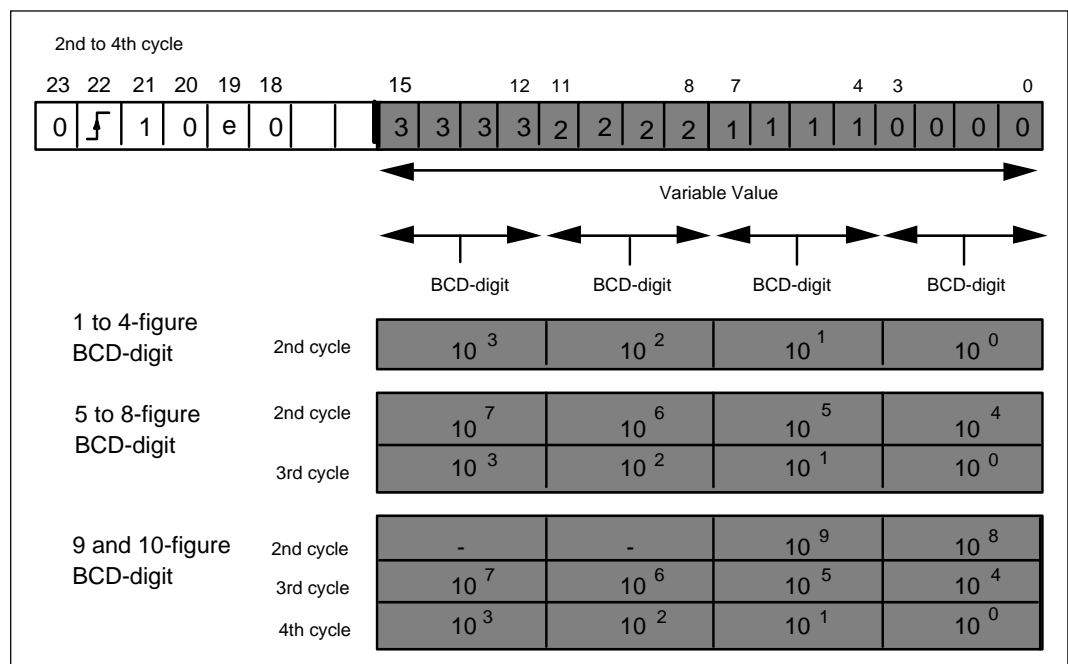 2nd to 4th cycle
23 22 21 20 19 18 15 12 11 8 7 4 3 0
0 1 0 e 0 3 3 3 3 2 2 2 2 1 1 1 1 0 0 0 0
Variable Value
BCD-digit BCD-digit BCD-digit BCD-digit
1 to 4-figure
BCD-digit
2nd cycle 10 3 10 2 10 1 10 0
5 to 8-figure
BCD-digit
2nd cycle 10 7 10 6 10 5 10 4
3rd cycle 10 3 10 2 10 1 10 0
9 and 10-figure
BCD-digit
2nd cycle - - 10 9 10 8
3rd cycle 10 7 10 6 10 5 10 4
4th cycle 10 3 10 2 10 1 10 0